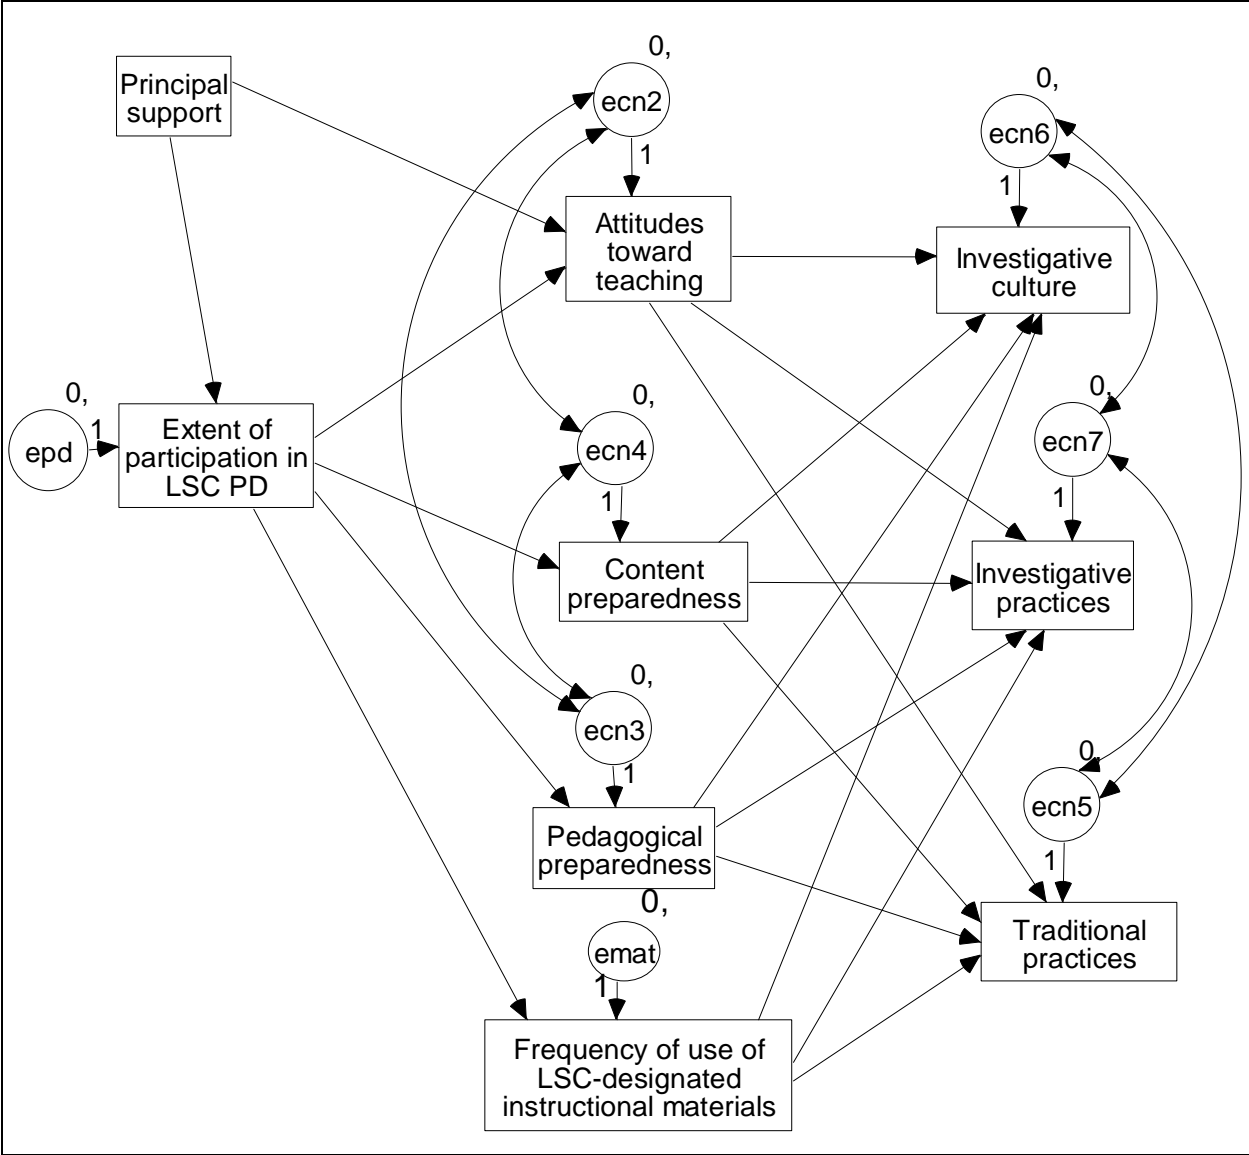 0,
ecn2
1
0,
ecn6
1
Principal
support
Attitudes
toward
teaching
Investigative
culture
0,
epd
1
Extent of
participation in
LSC PD
0,
ecn4
1
0,
ecn7
1
Content
preparedness
Investigative
practices
0,
ecn3
1
0,
ecn5
1
Pedagogical
preparedness
0,
emat
1
Traditional
practices
Frequency of use of
LSC-designated
instructional materials